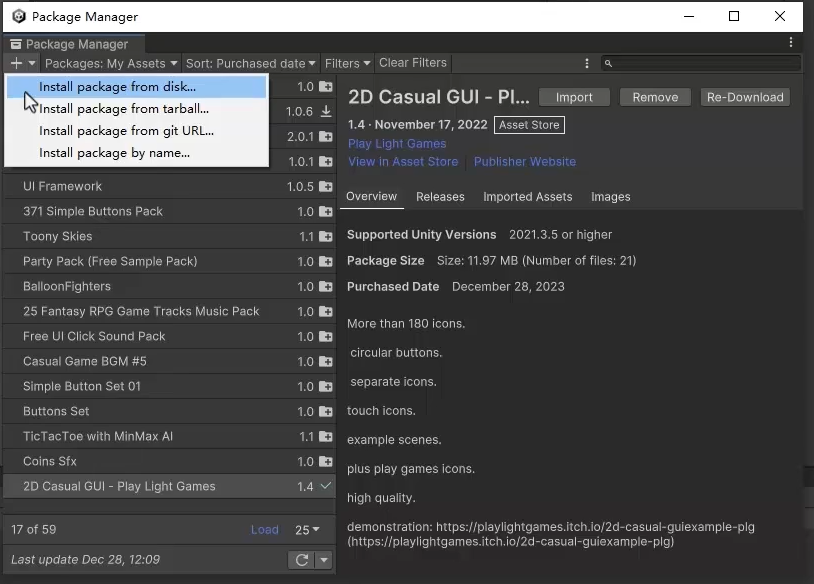 Package Manager
Package Manager
Packages: My Assets Sort: Purchased date Filters Clear Filters
Install package from disk...
Install package from tarball...
Install package from git URL...
Install package by name...
1.0
1.0.6
2.0.1
1.0.1
UI Framework 1.0.5
371 Simple Buttons Pack 1.0
Toony Skies 1.1
Party Pack (Free Sample Pack) 1.0
BalloonFighters 1.0
25 Fantasy RPG Game Tracks Music Pack 1.0
Free UI Click Sound Pack 1.0
Casual Game BGM #5 1.0
Simple Button Set 01 1.0
Buttons Set 1.0
TicTacToe with MinMax AI 1.1
Coins Sfx 1.0
2D Casual GUI - Play Light Games 1.4
17 of 59 Load 25
Last update Dec 28, 12:09
2D Casual GUI - Pl... Import Remove Re-Download
1.4 · November 17, 2022 Asset Store
Play Light Games
View in Asset Store Publisher Website
Overview Releases Imported Assets Images
Supported Unity Versions 2021.3.5 or higher
Package Size Size: 11.97 MB (Number of files: 21)
Purchased Date December 28, 2023
More than 180 icons.
circular buttons.
separate icons.
touch icons.
example scenes.
plus play games icons.
high quality.
demonstration: https://playlightgames.itch.io/2d-casual-guiexample-plg
(https://playlightgames.itch.io/2d-casual-guiexample-plg)